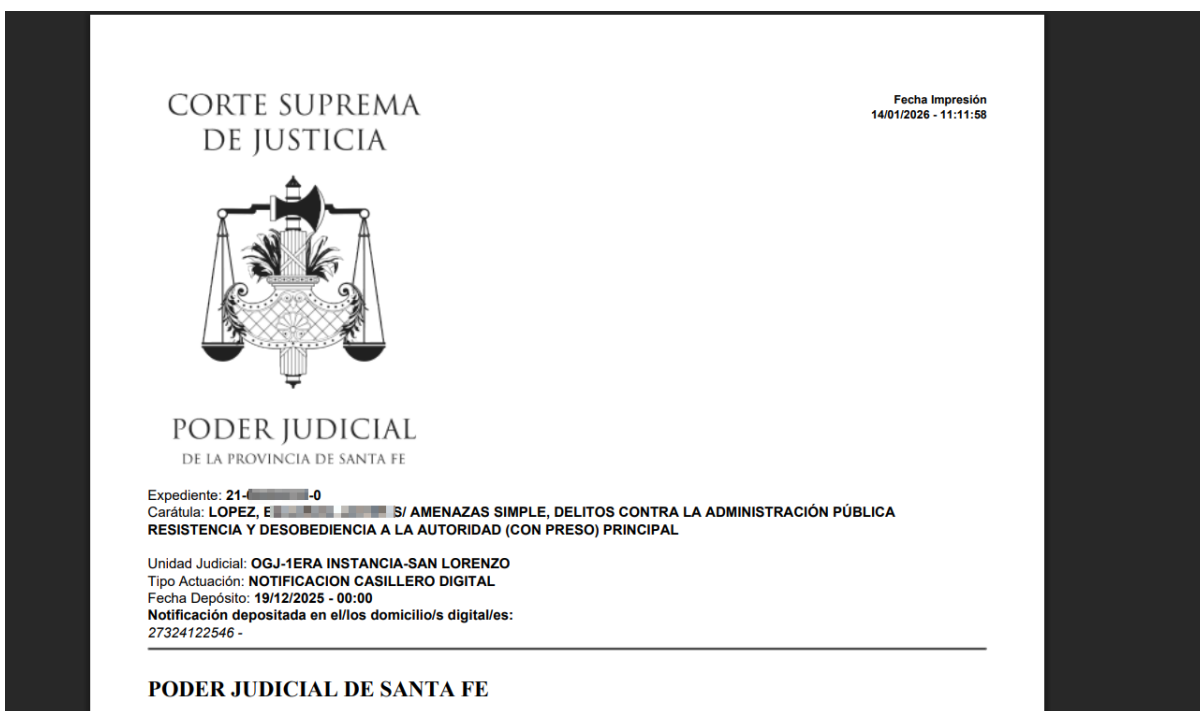 CORTE SUPREMA
DE JUSTICIA
Fecha Impresión
14/01/2026 - 11:11:58
PODER JUDICIAL
DE LA PROVINCIA DE SANTA FE
Expediente: 21- -0
Carátula: LOPEZ, E S/ AMENAZAS SIMPLE, DELITOS CONTRA LA ADMINISTRACIÓN PÚBLICA
RESISTENCIA Y DESOBEDIENCIA A LA AUTORIDAD (CON PRESO) PRINCIPAL
Unidad Judicial: OGJ-1ERA INSTANCIA-SAN LORENZO
Tipo Actuación: NOTIFICACION CASILLERO DIGITAL
Fecha Depósito: 19/12/2025 - 00:00
Notificación depositada en el/los domicilio/s digital/es:
27324122546 -
PODER JUDICIAL DE SANTA FE